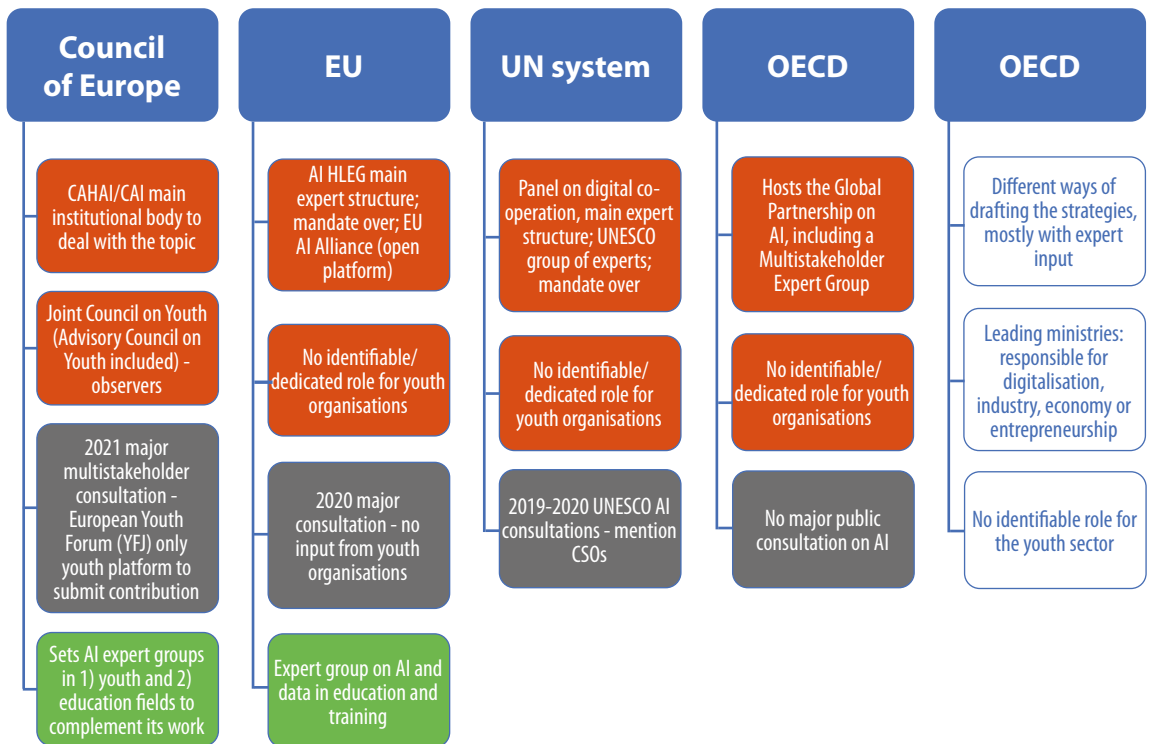 Council
of Europe
CAHAI/CAI main
institutional body to
deal with the topic
Joint Council on Youth
(Advisory Council on
Youth included) -
observers
2021 major
multistakeholder
consultation -
European Youth
Forum (YFJ) only
youth platform to
submit contribution
Sets AI expert groups
in 1) youth and 2)
education fields to
complement its work
EU
AI HLEG main
expert structure;
mandate over; EU
AI Alliance (open
platform)
No identifiable/
dedicated role for youth
organisations
2020 major
consultation - no
input from youth
organisations
Expert group on AI and
data in education and
training
UN system
Panel on digital co-
operation, main expert
structure; UNESCO
group of experts;
mandate over
No identifiable/
dedicated role for
youth organisations
2019-2020 UNESCO AI
consultations - mention
CSOs
OECD
Hosts the Global
Partnership on
AI, including a
Multistakeholder
Expert Group
No identifiable/
dedicated role for youth
organisations
No major public
consultation on AI
OECD
Different ways of
drafting the strategies,
mostly with expert
input
Leading ministries:
responsible for
digitalisation,
industry, economy or
entrepreneurship
No identifiable role for
the youth sector